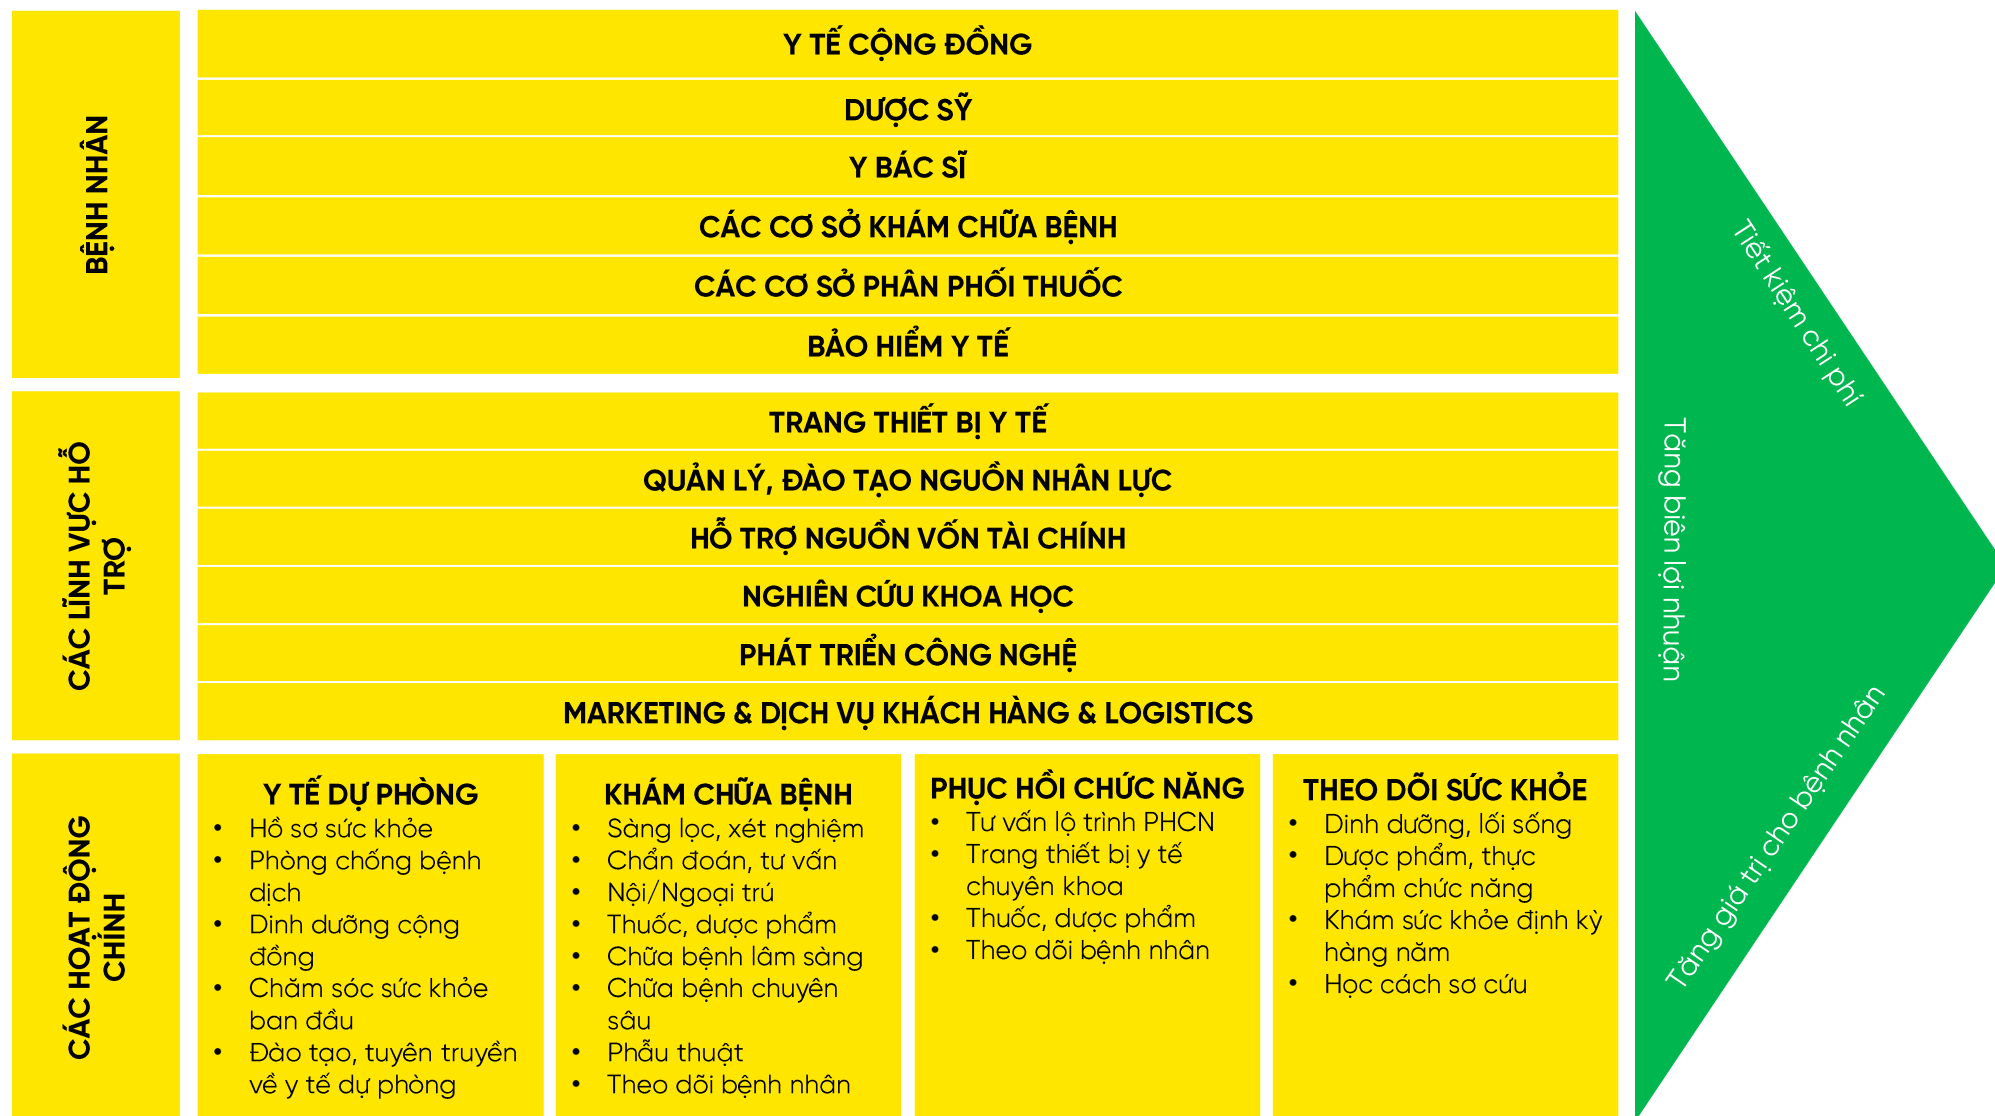 BỆNH NHÂN
Y TẾ CỘNG ĐỒNG
DƯỢC SỸ
Y BÁC SĨ
CÁC CƠ SỞ KHÁM CHỮA BỆNH
CÁC CƠ SỞ PHÂN PHỐI THUỐC
BẢO HIỂM Y TẾ
CÁC LĨNH VỰC HỖ
TRỢ
TRANG THIẾT BỊ Y TẾ
QUẢN LÝ, ĐÀO TẠO NGUỒN NHÂN LỰC
HỖ TRỢ NGUỒN VỐN TÀI CHÍNH
NGHIÊN CỨU KHOA HỌC
PHÁT TRIỂN CÔNG NGHỆ
MARKETING & DỊCH VỤ KHÁCH HÀNG & LOGISTICS
CÁC HOẠT ĐỘNG
CHÍNH
Y TẾ DỰ PHÒNG
• Hồ sơ sức khỏe
• Phòng chống bệnh
dịch
• Dinh dưỡng cộng
đồng
• Chăm sóc sức khỏe
ban đầu
• Đào tạo, tuyên truyền
về y tế dự phòng
KHÁM CHỮA BỆNH
• Sàng lọc, xét nghiệm
• Chẩn đoán, tư vấn
• Nội/Ngoại trú
• Thuốc, dược phẩm
• Chữa bệnh lâm sàng
• Chữa bệnh chuyên
sâu
• Phẫu thuật
• Theo dõi bệnh nhân
PHỤC HỒI CHỨC NĂNG
• Tư vấn lộ trình PHCN
• Trang thiết bị y tế
chuyên khoa
• Thuốc, dược phẩm
• Theo dõi bệnh nhân
THEO DÕI SỨC KHỎE
• Dinh dưỡng, lối sống
• Dược phẩm, thực
phẩm chức năng
• Khám sức khỏe định kỳ
hàng năm
• Học cách sơ cứu
Tiết kiệm chi phí
Tăng biên lợi nhuận
Tăng giá trị cho bệnh nhân